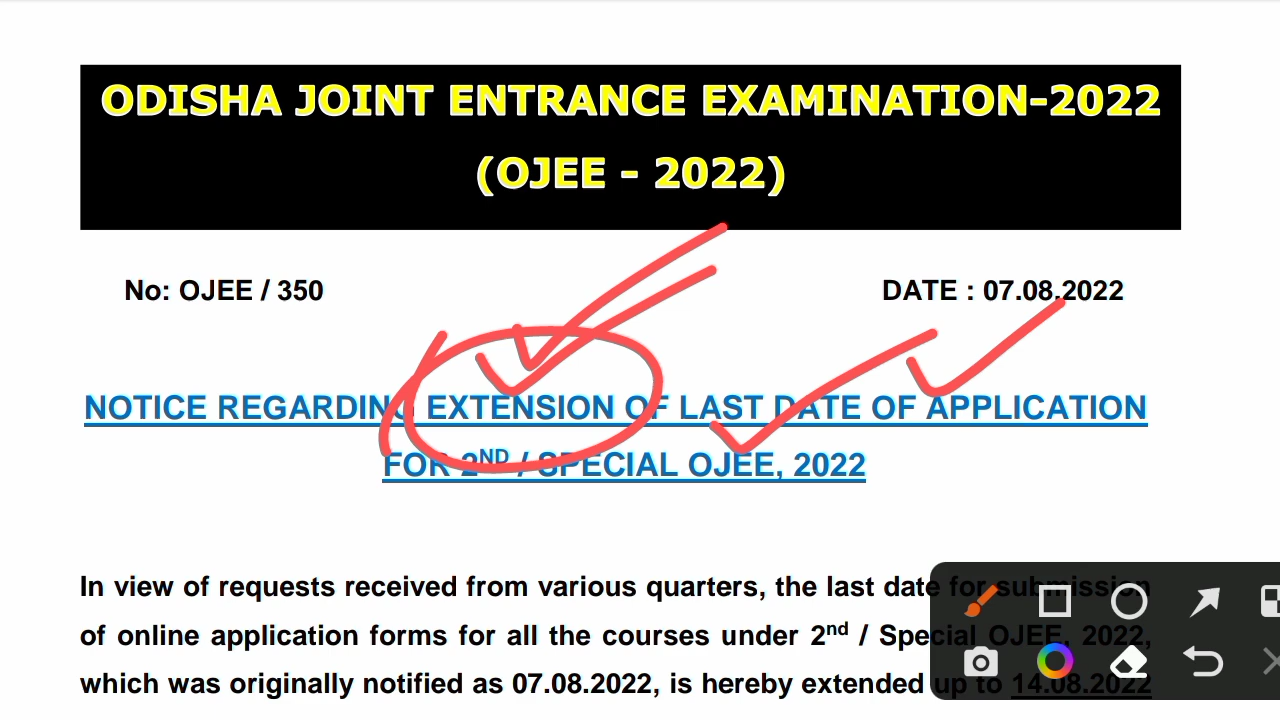 ODISHA JOINT ENTRANCE EXAMINATION-2022
(OJEE - 2022)
No: OJEE / 350
DATE : 07.08.2022
NOTICE REGARDING EXTENSION OF LAST DATE OF APPLICATION
FOR 2ND / SPECIAL OJEE, 2022
In view of requests received from various quarters, the last date for submission
of online application forms for all the courses under 2nd / Special OJEE, 2022,
which was originally notified as 07.08.2022, is hereby extended up to 14.08.2022